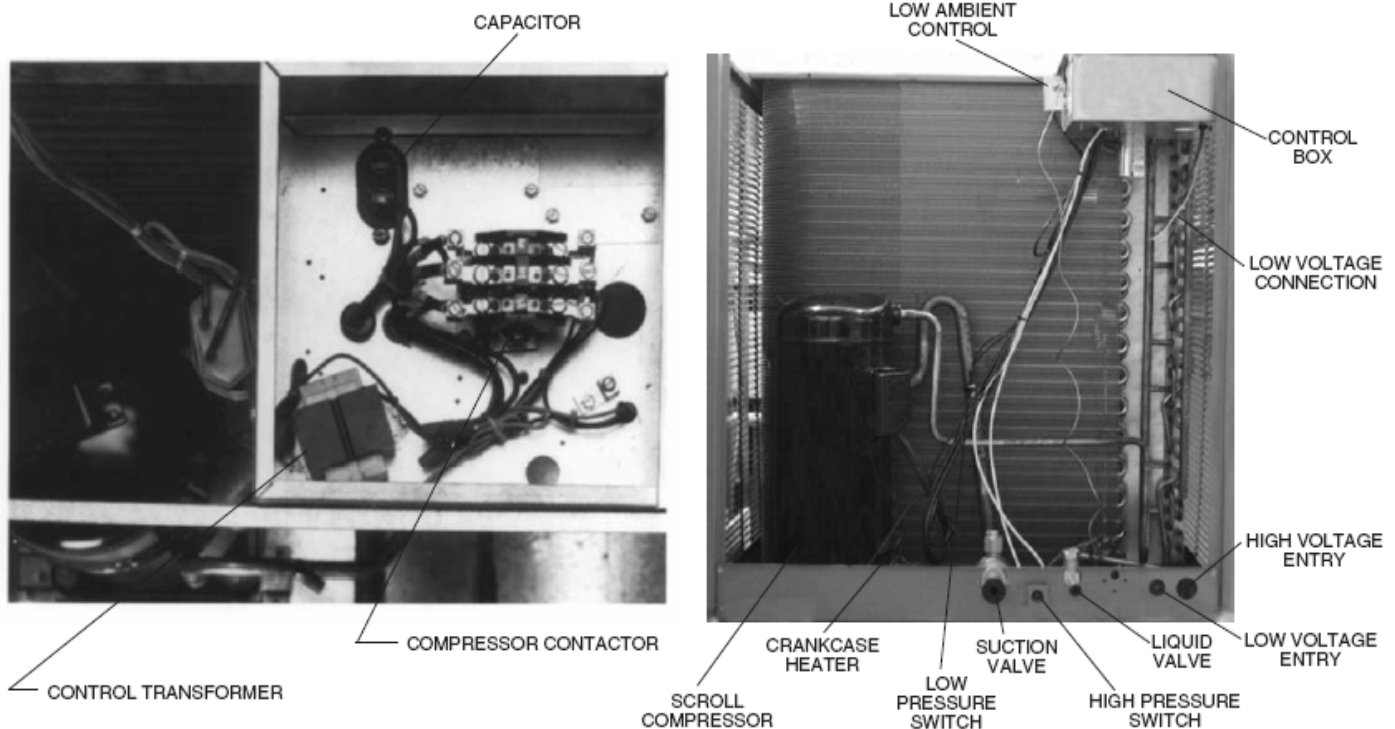 CAPACITOR
COMPRESSOR CONTACTOR
CONTROL TRANSFORMER
LOW AMBIENT
CONTROL
CONTROL
BOX
LOW VOLTAGE
CONNECTION
HIGH VOLTAGE
ENTRY
LOW VOLTAGE
ENTRY
LIQUID
VALVE
HIGH PRESSURE
SWITCH
SUCTION
VALVE
LOW
PRESSURE
SWITCH
CRANKCASE
HEATER
SCROLL
COMPRESSOR